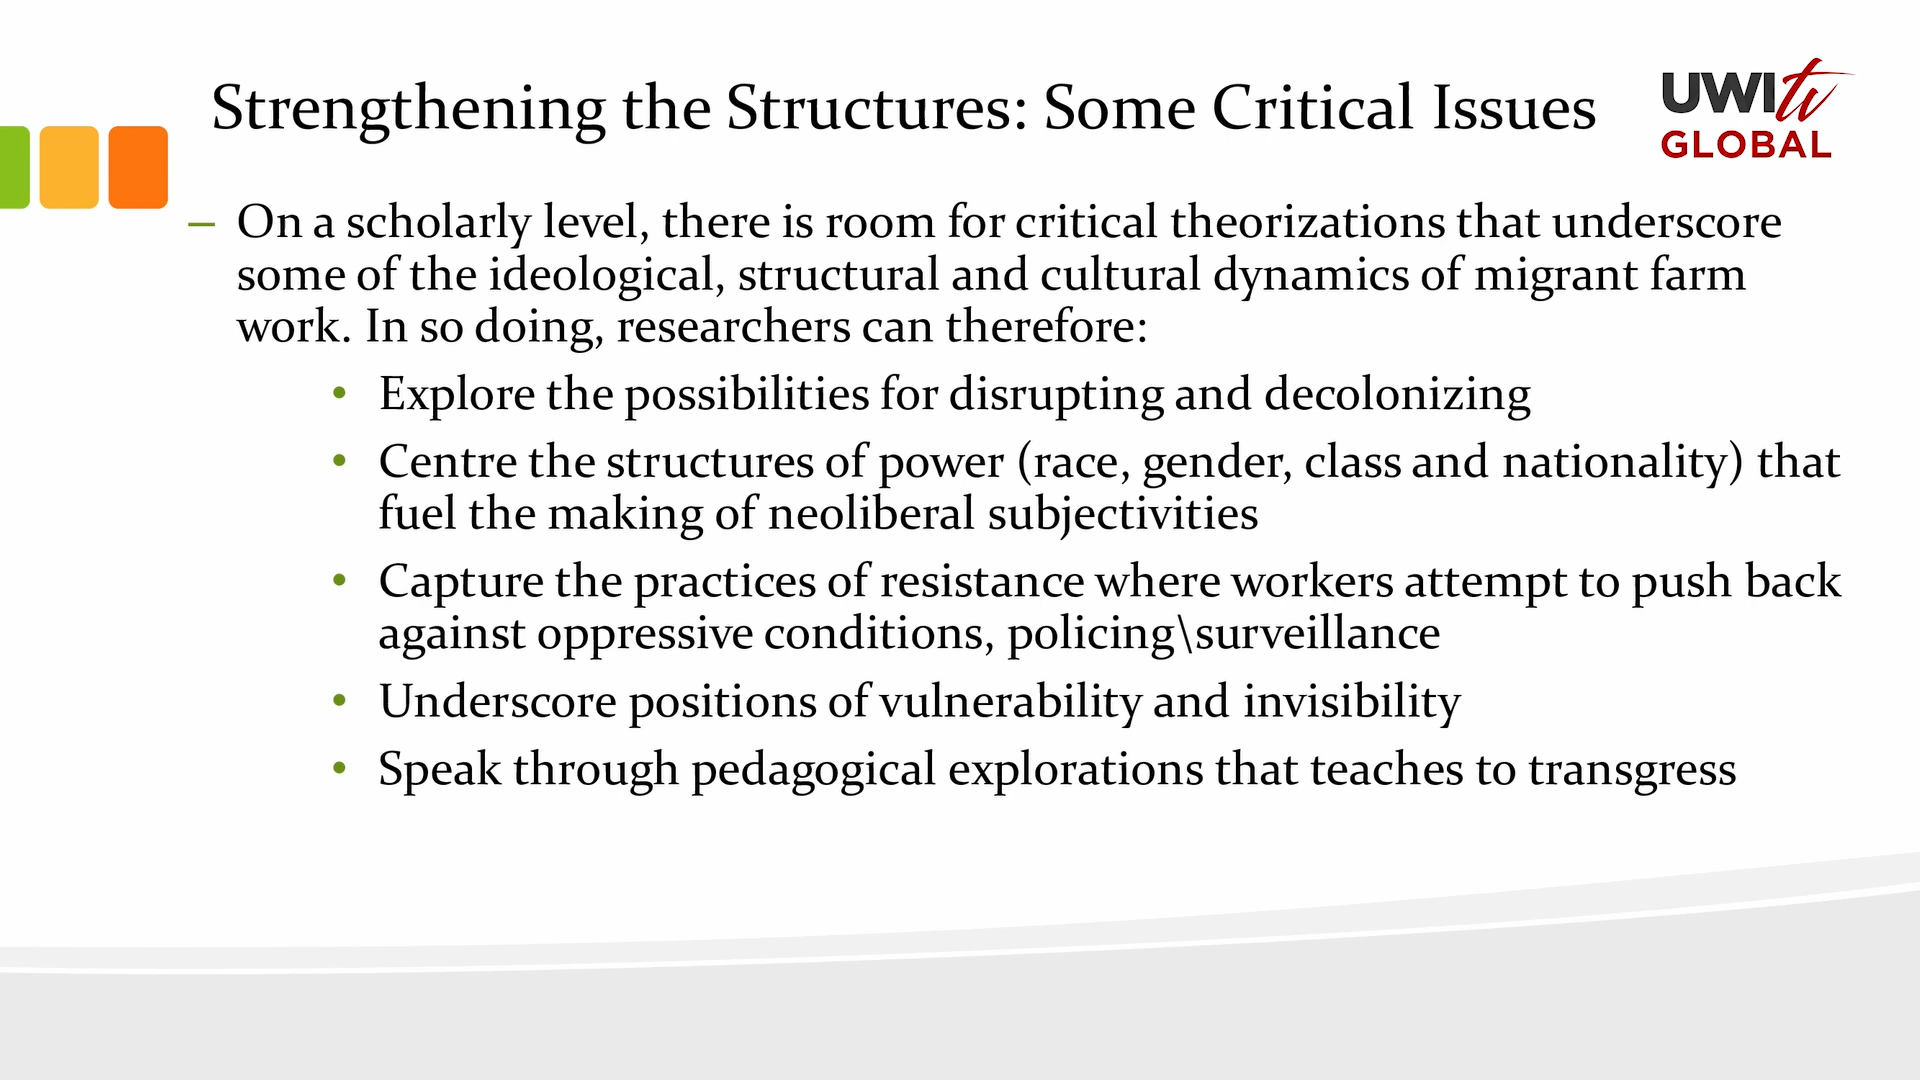 Strengthening the Structures: Some Critical Issues
UWI tv
GLOBAL
– On a scholarly level, there is room for critical theorizations that underscore
some of the ideological, structural and cultural dynamics of migrant farm
work. In so doing, researchers can therefore:
• Explore the possibilities for disrupting and decolonizing
• Centre the structures of power (race, gender, class and nationality) that
fuel the making of neoliberal subjectivities
• Capture the practices of resistance where workers attempt to push back
against oppressive conditions, policing\surveillance
• Underscore positions of vulnerability and invisibility
• Speak through pedagogical explorations that teaches to transgress